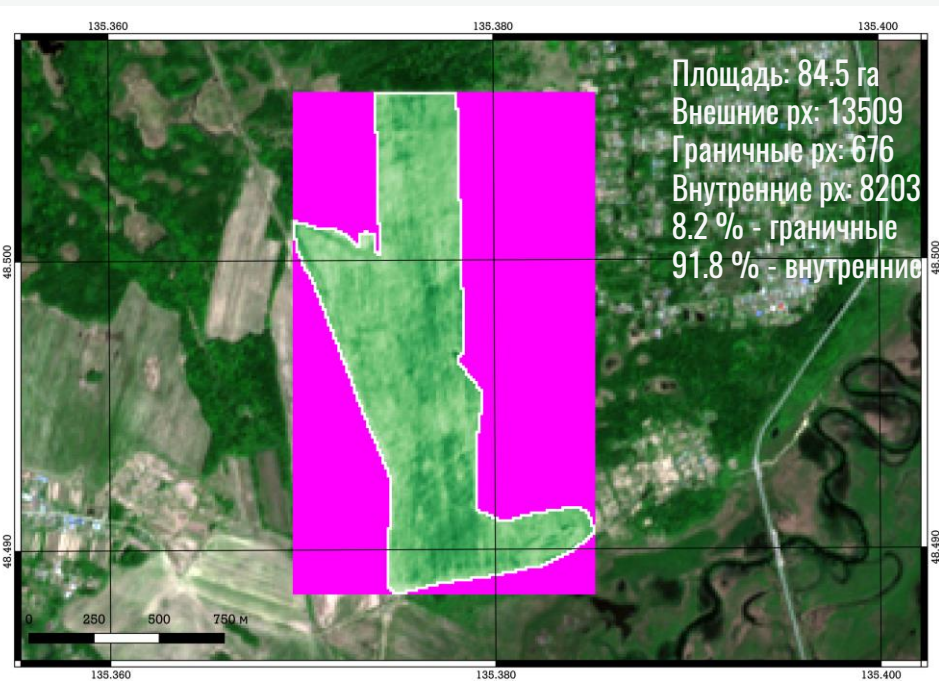 135.360 135.380 135.400
Площадь: 84.5 га
Внешние px: 13509
Граничные px: 676
Внутренние px: 8203
8.2 % - граничные
91.8 % - внутренние
48.500 48.500
48.490 48.490
0 250 500 750 м
135.360 135.380 135.400